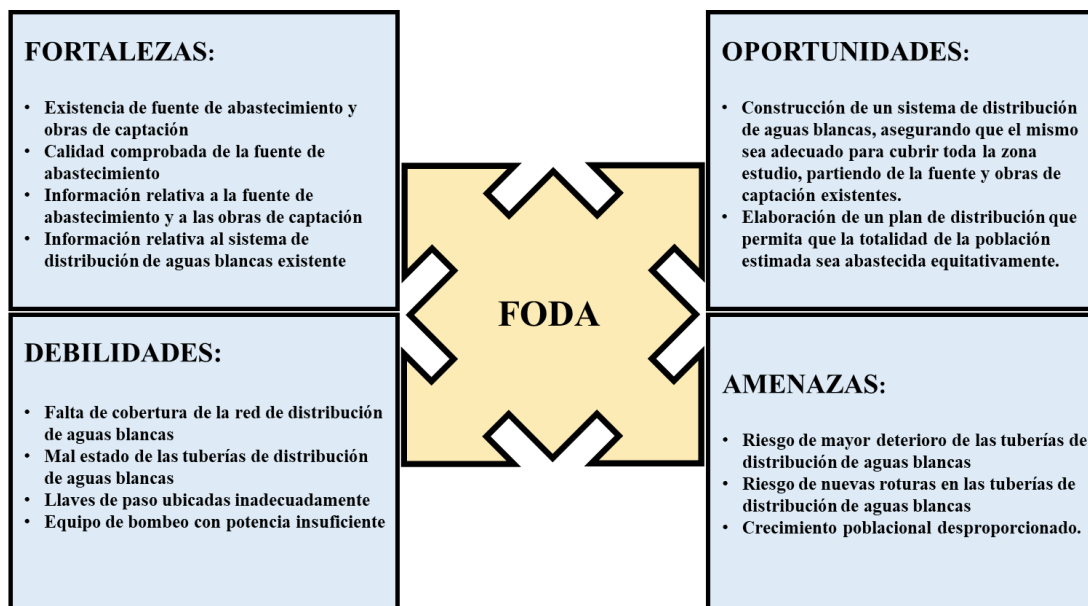 FORTALEZAS:
• Existencia de fuente de abastecimiento y
obras de captación
• Calidad comprobada de la fuente de
abastecimiento
• Información relativa a la fuente de
abastecimiento y a las obras de captación
• Información relativa al sistema de
distribución de aguas blancas existente
OPORTUNIDADES:
• Construcción de un sistema de distribución
de aguas blancas, asegurando que el mismo
sea adecuado para cubrir toda la zona
estudio, partiendo de la fuente y obras de
captación existentes.
• Elaboración de un plan de distribución que
permita que la totalidad de la población
estimada sea abastecida equitativamente.
FODA
DEBILIDADES:
• Falta de cobertura de la red de distribución
de aguas blancas
• Mal estado de las tuberías de distribución
de aguas blancas
• Llaves de paso ubicadas inadecuadamente
• Equipo de bombeo con potencia insuficiente
AMENAZAS:
• Riesgo de mayor deterioro de las tuberías de
distribución de aguas blancas
• Riesgo de nuevas roturas en las tuberías de
distribución de aguas blancas
• Crecimiento poblacional desproporcionado.